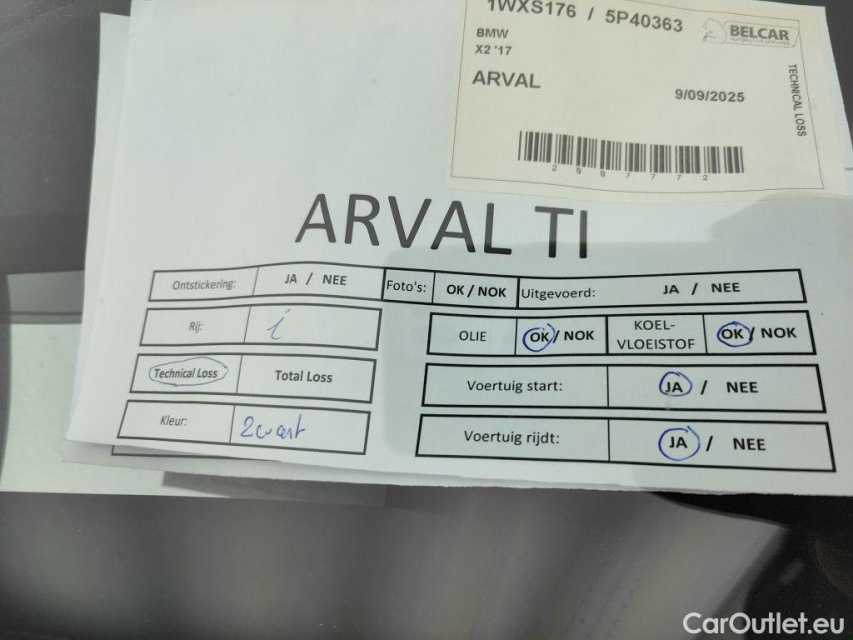 1WXS176 / 5P40363
BELCAR
BMW
X2 '17
ARVAL
9/09/2025
TECHNICAL LOSS
2997772
ARVAL TI
Ontstickering: JA / NEE Foto's: OK / NOK Uitgevoerd: JA / NEE
Rij: i OLIE OK / NOK KOEL-VLOEISTOF OK / NOK
Technical Loss Total Loss Voertuig start: JA / NEE
Kleur: Zwart Voertuig rijdt: JA / NEE
CarOutlet.eu